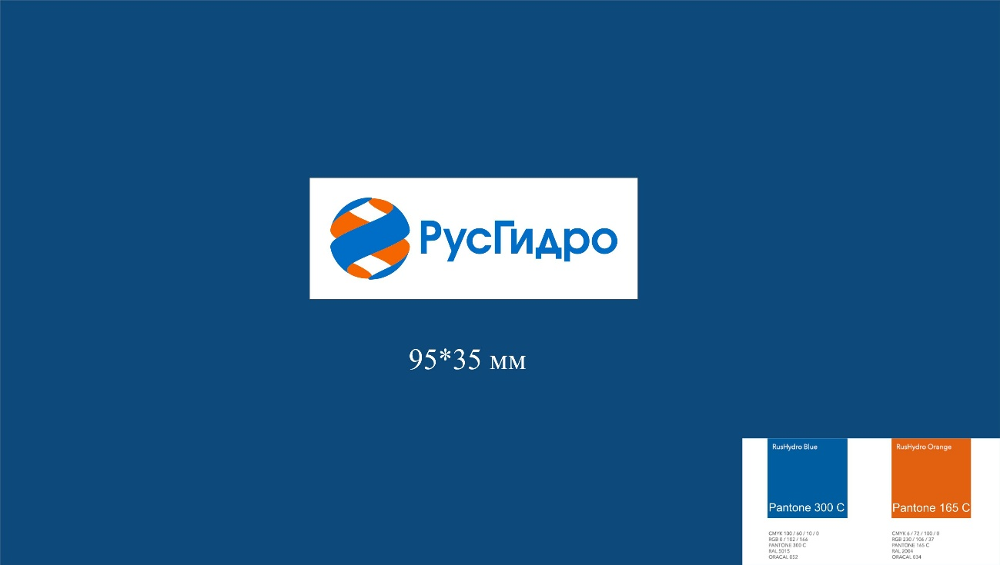 РусГидро
95*35 мм
RusHydro Blue
RusHydro Orange
Pantone 300 C
Pantone 165 C
CMYK 100 / 60 / 10 / 0
RGB 0 / 102 / 166
PANTONE 300 C
RAL 5015
ORACAL 052
CMYK 6 / 72 / 100 / 0
RGB 230 / 106 / 37
PANTONE 165 C
RAL 2004
ORACAL 034